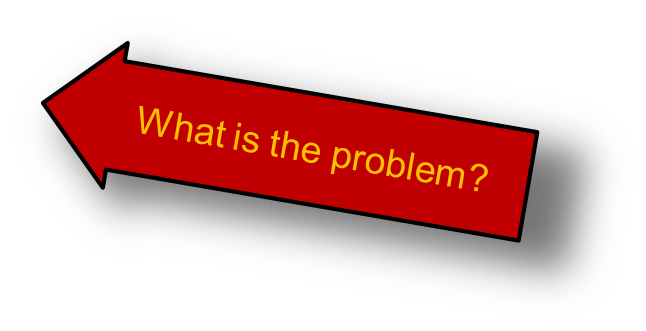 What is the problem?